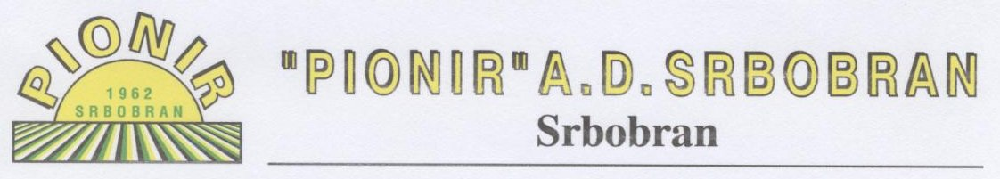 PIONIR
1962
SRBOBRAN
"PIONIR" A.D. SRBOBRAN
Srbobran